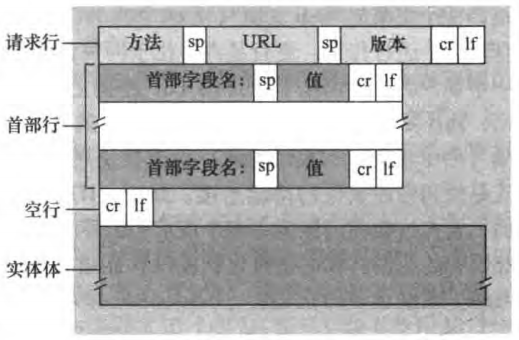 请求行 方法 sp URL sp 版本 cr lf
首部字段名: sp 值 cr lf
首部行
首部字段名: sp 值 cr lf
空行 cr lf
实体体